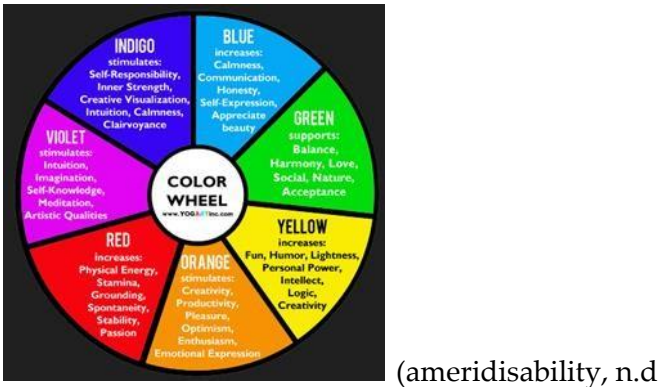 INDIGO
stimulates:
Self-Responsibility,
Inner Strength,
Creative Visualization,
Intuition, Calmness,
Clairvoyance
BLUE
increases:
Calmness,
Communication,
Honesty,
Self-Expression,
Appreciate
beauty
GREEN
supports:
Balance,
Harmony, Love,
Social, Nature,
Acceptance
YELLOW
increases:
Fun, Humor, Lightness,
Personal Power,
Intellect,
Logic,
Creativity
ORANGE
stimulates:
Creativity,
Productivity,
Pleasure,
Optimism,
Enthusiasm,
Emotional Expression
RED
increases:
Physical Energy,
Stamina,
Grounding,
Spontaneity,
Stability,
Passion
VIOLET
stimulates:
Intuition,
Imagination,
Self-Knowledge,
Meditation,
Artistic Qualities
COLOR
WHEEL
(ameridisability, n.d